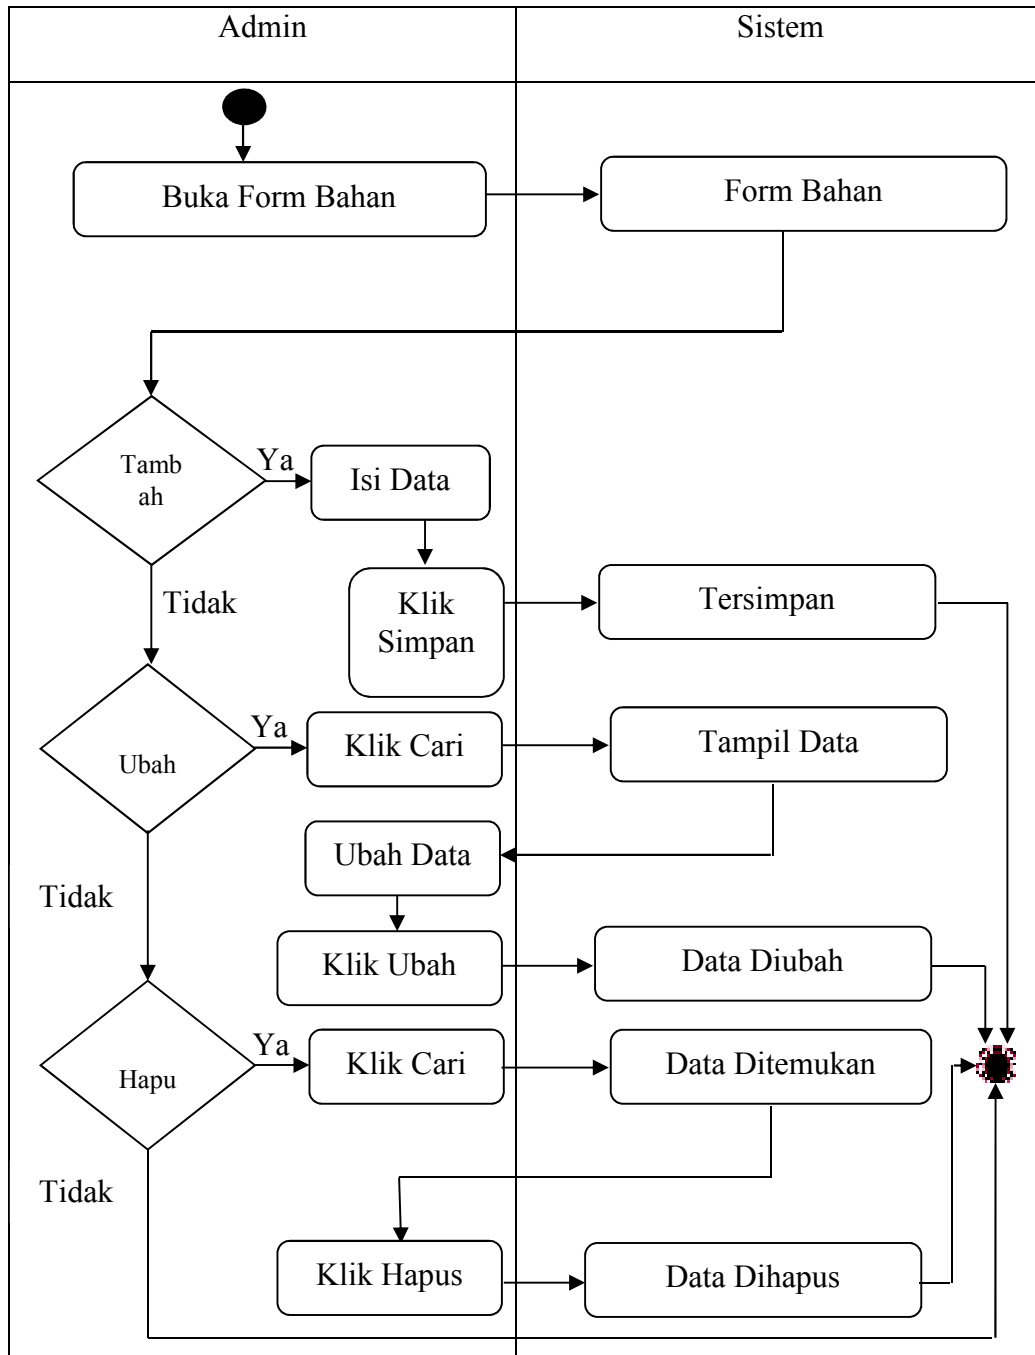 Admin
Sistem
Buka Form Bahan
Form Bahan
Tamb
ah
Ya
Isi Data
Tidak
Klik
Simpan
Tersimpan
Ubah
Ya
Klik Cari
Tampil Data
Ubah Data
Tidak
Klik Ubah
Data Diubah
Hapu
Ya
Klik Cari
Data Ditemukan
Tidak
Klik Hapus
Data Dihapus